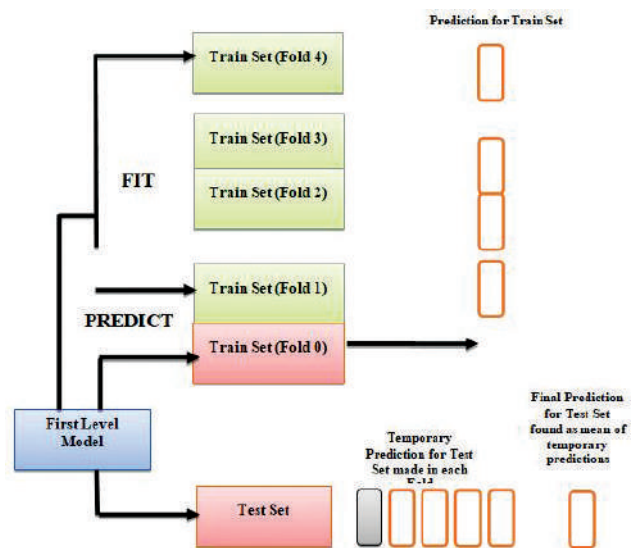 Prediction for Train Set
Train Set (Fold 4)
Train Set (Fold 3)
FIT
Train Set (Fold 2)
Train Set (Fold 1)
PREDICT
Train Set (Fold 0)
First Level
Model
Temporary
Prediction for Test
Set made in each
Fold
Final Prediction
for Test Set
found as mean of
temporary
predictions
Test Set